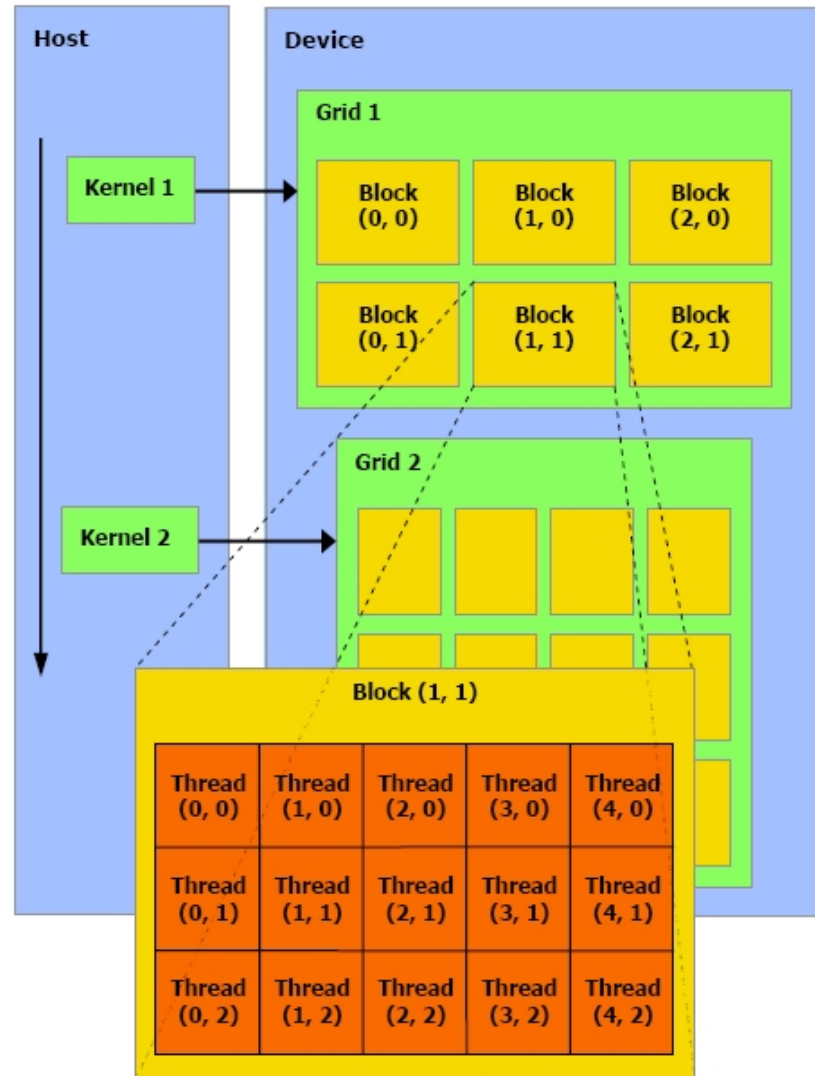 Host
Device
Grid 1
Kernel 1
Block
(0, 0)
Block
(1, 0)
Block
(2, 0)
Block
(0, 1)
Block
(1, 1)
Block
(2, 1)
Grid 2
Kernel 2
Block (1, 1)
Thread
(0, 0)
Thread
(1, 0)
Thread
(2, 0)
Thread
(3, 0)
Thread
(4, 0)
Thread
(0, 1)
Thread
(1, 1)
Thread
(2, 1)
Thread
(3, 1)
Thread
(4, 1)
Thread
(0, 2)
Thread
(1, 2)
Thread
(2, 2)
Thread
(3, 2)
Thread
(4, 2)